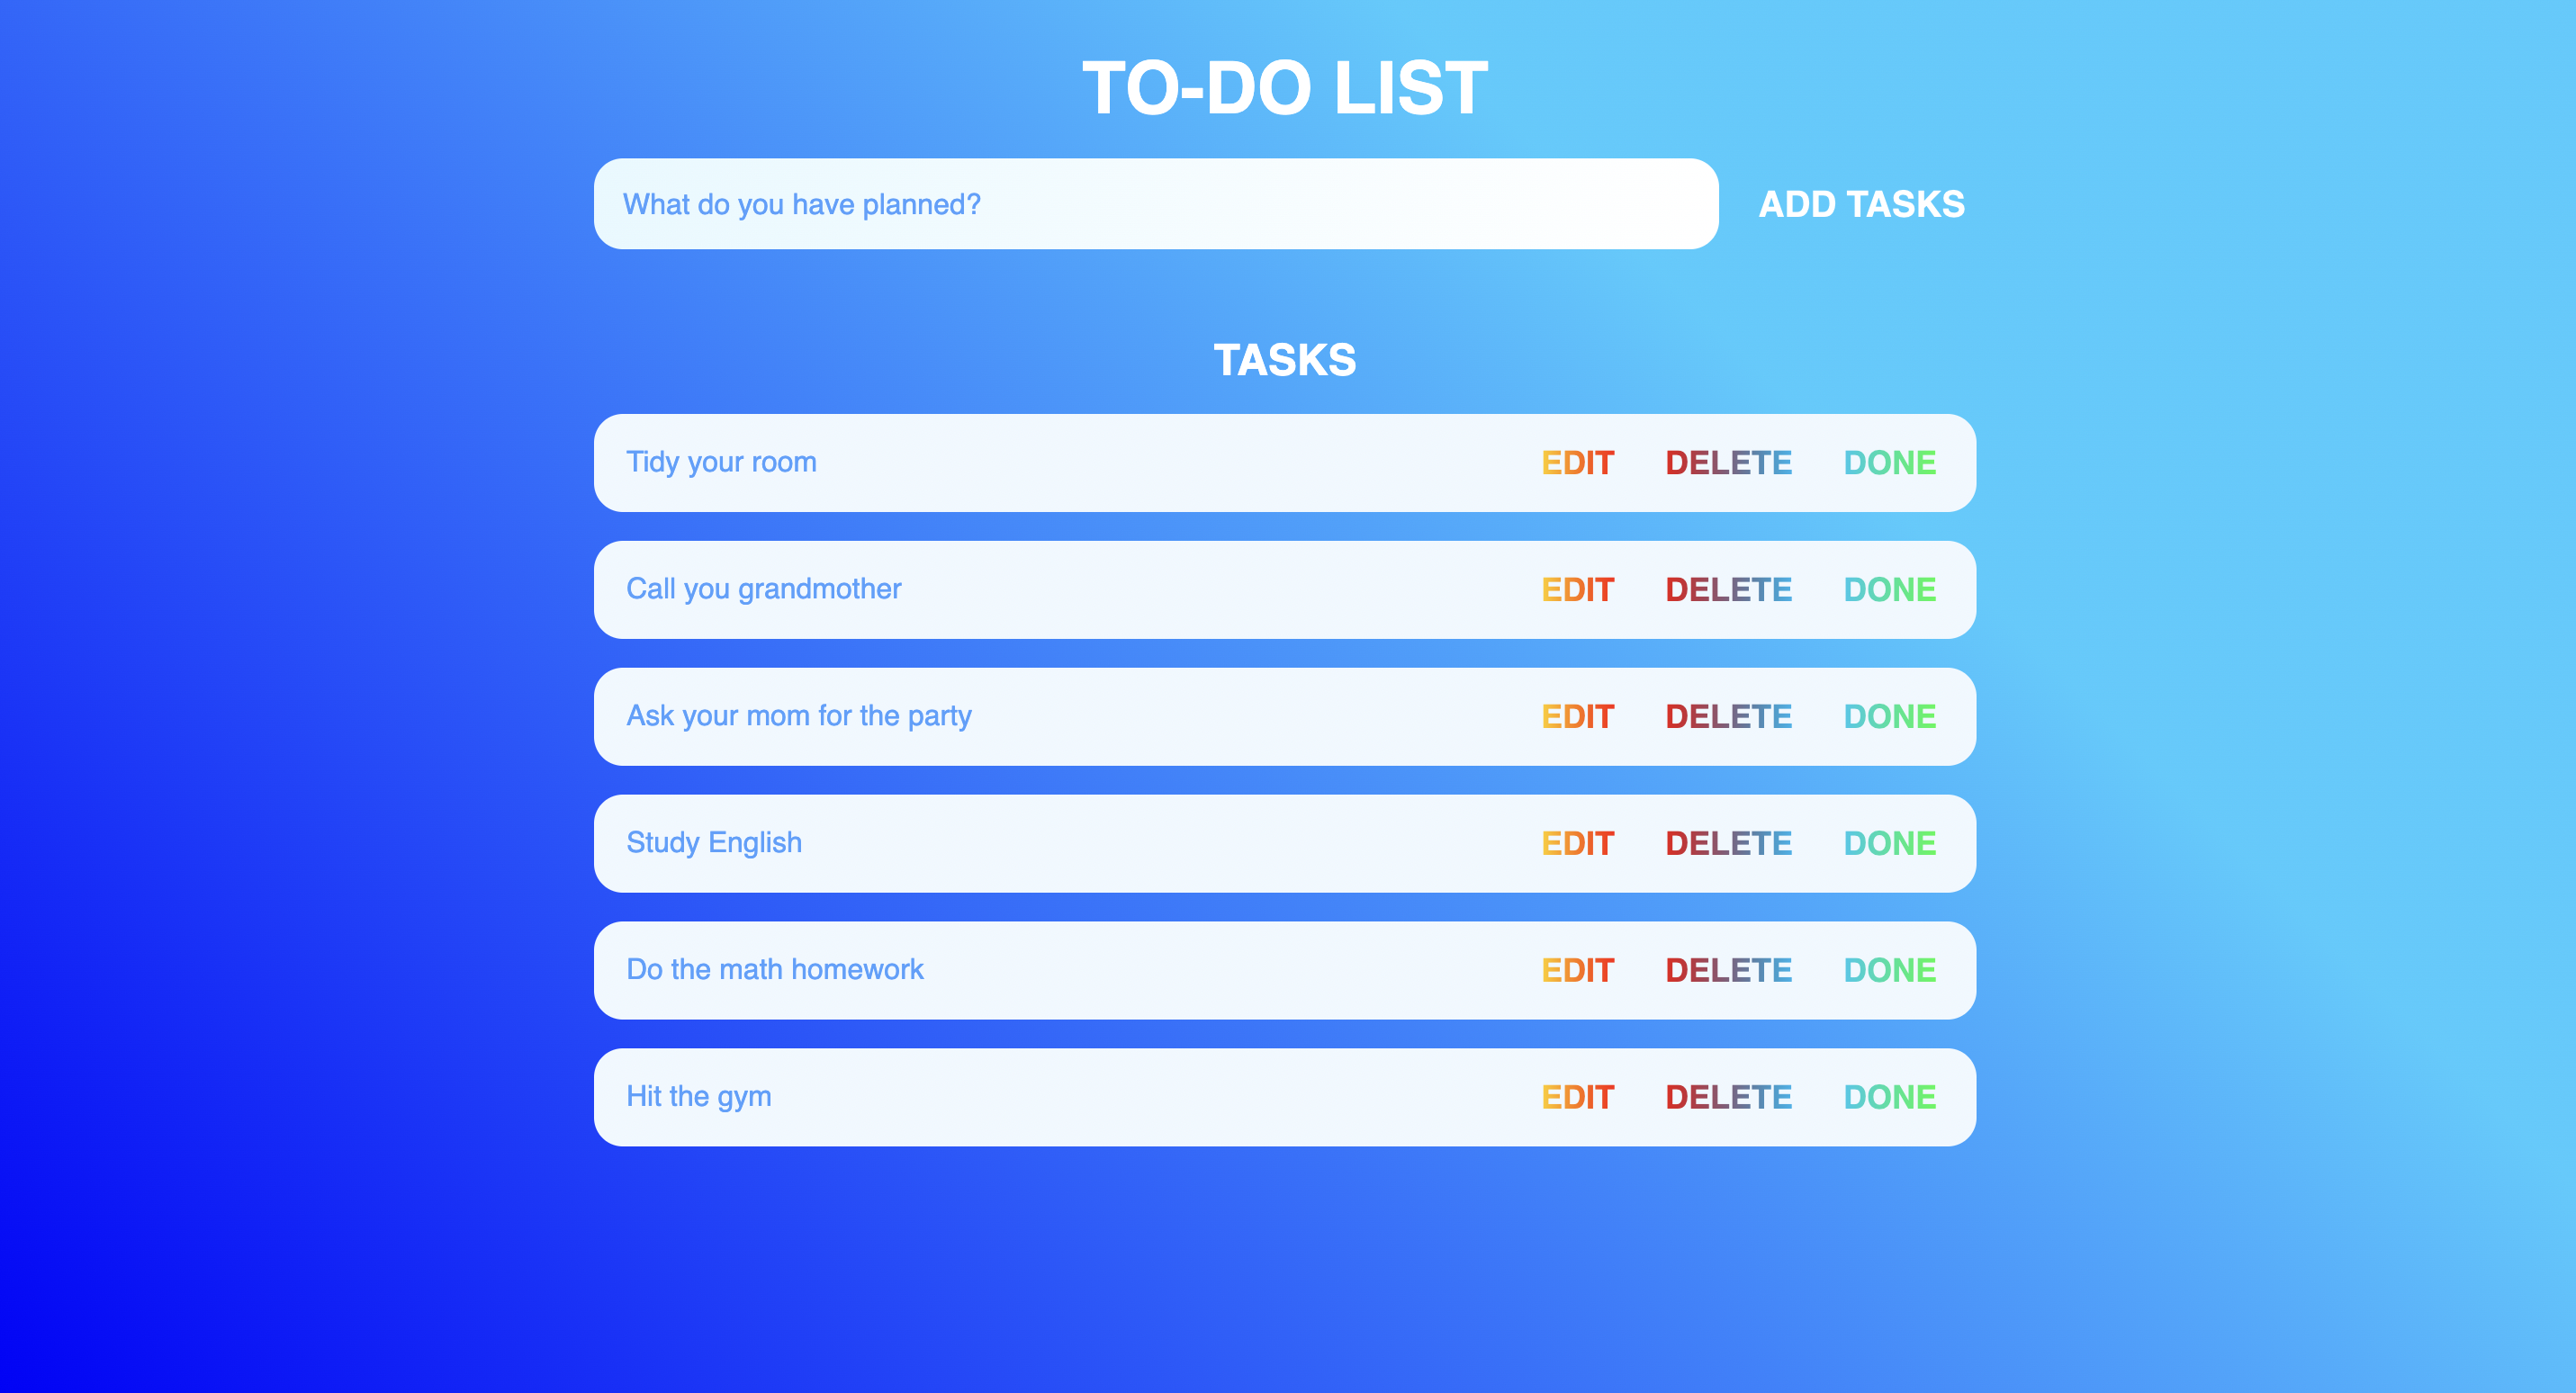 TO-DO LIST
What do you have planned?
ADD TASKS
TASKS
Tidy your room EDIT DELETE DONE
Call you grandmother EDIT DELETE DONE
Ask your mom for the party EDIT DELETE DONE
Study English EDIT DELETE DONE
Do the math homework EDIT DELETE DONE
Hit the gym EDIT DELETE DONE